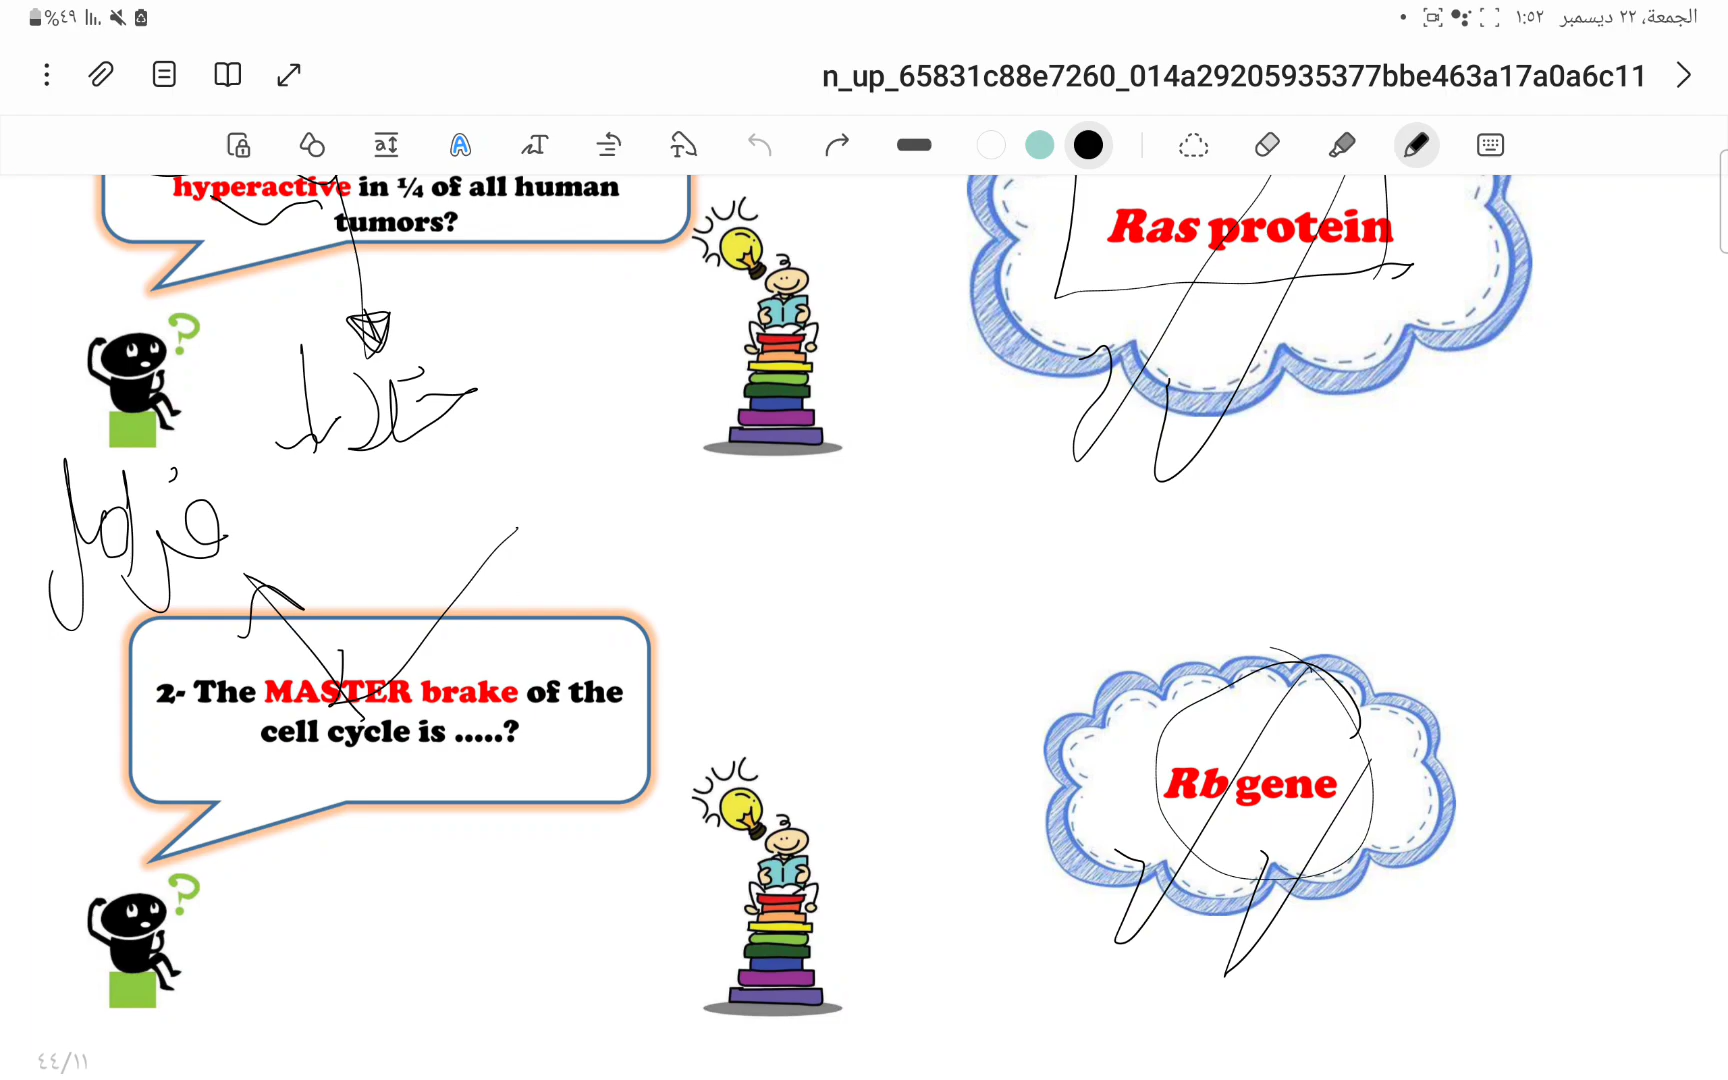 %٤٩
الجمعة، ٢٢ ديسمبر ١:٥٢
n_up_65831c88e7260_014a29205935377bbe463a17a0a6c11
hyperactive in ¼ of all human
tumors?
Ras protein
2- The MASTER brake of the
cell cycle is .....?
Rb gene
٤٤/١١